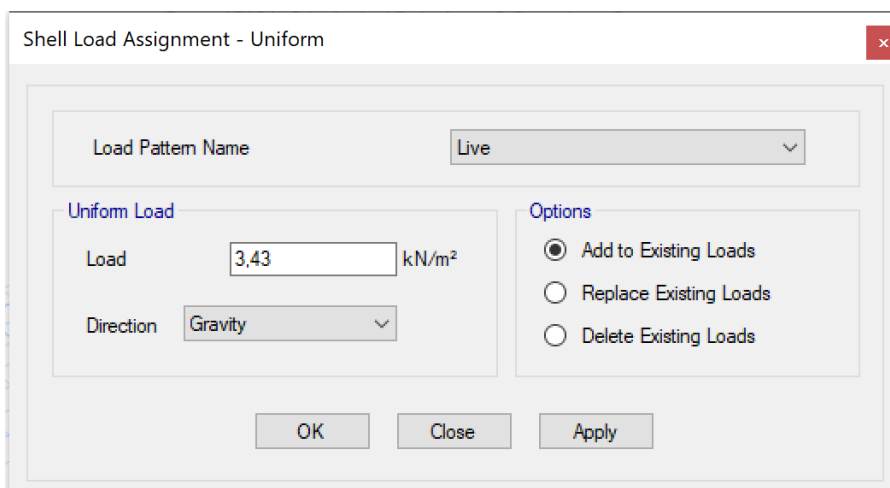 Shell Load Assignment - Uniform
x
Load Pattern Name
Live
Uniform Load
Load
3,43
kN/m²
Direction
Gravity
Options
Add to Existing Loads
Replace Existing Loads
Delete Existing Loads
OK
Close
Apply